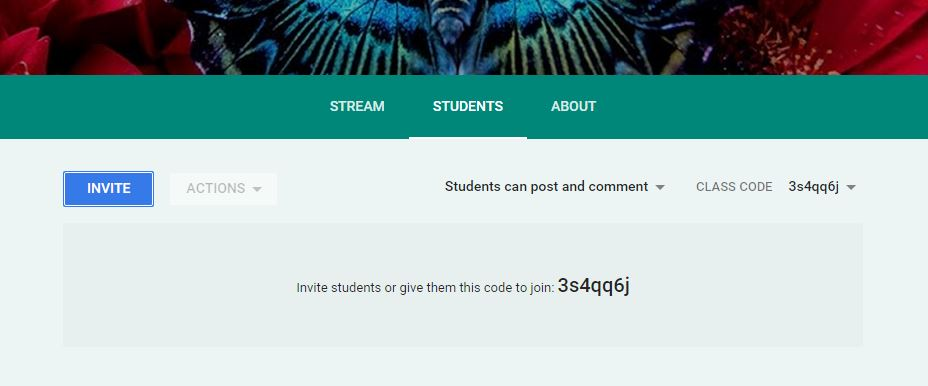 STREAM STUDENTS ABOUT
INVITE ACTIONS Students can post and comment CLASS CODE 3s4qq6j
Invite students or give them this code to join: 3s4qq6j